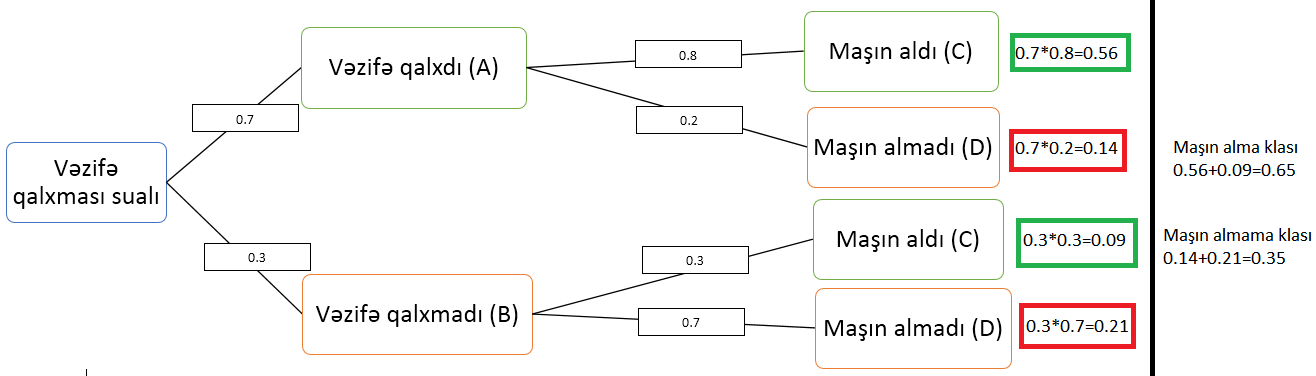 Vəzifə
qalxması sualı
0.7
0.3
Vəzifə qalxdı (A)
Vəzifə qalxmadı (B)
0.8
0.2
0.3
0.7
Maşın aldı (C)
0.7*0.8=0.56
Maşın almadı (D)
0.7*0.2=0.14
Maşın aldı (C)
0.3*0.3=0.09
Maşın almadı (D)
0.3*0.7=0.21
Maşın alma klası
0.56+0.09=0.65
Maşın almama klası
0.14+0.21=0.35